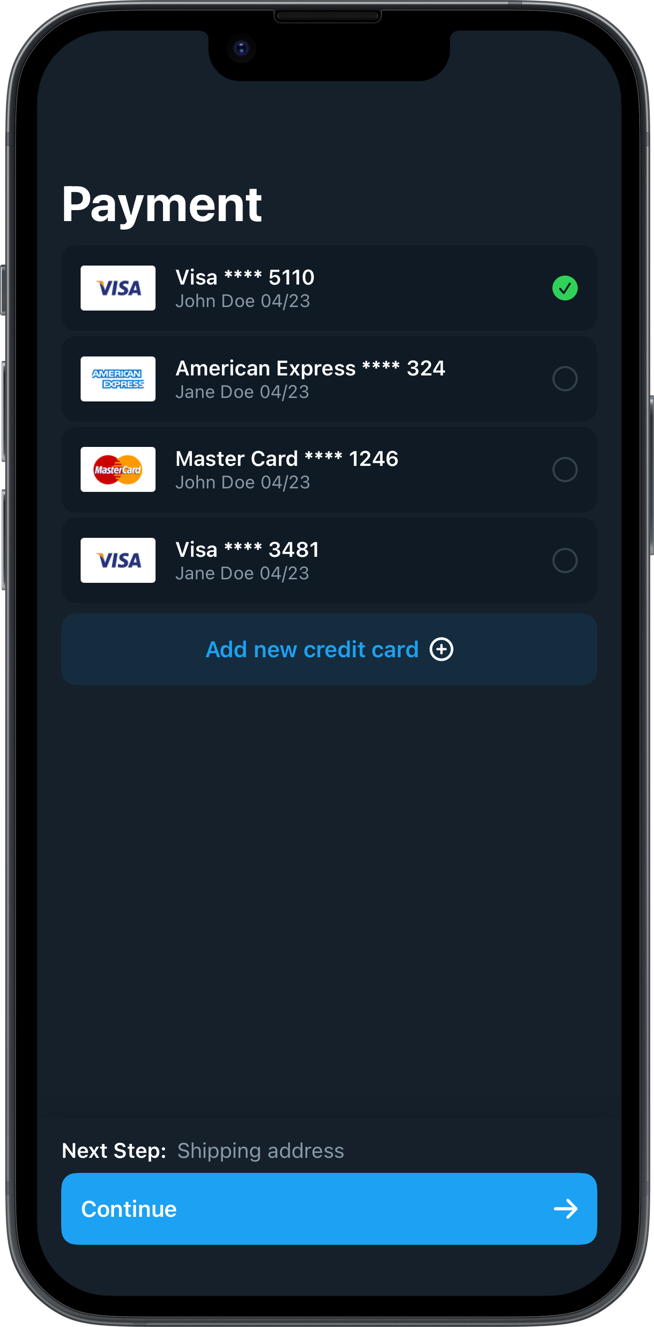 Payment
VISA
Visa **** 5110
John Doe 04/23
AMERICAN
EXPRESS
American Express **** 324
Jane Doe 04/23
MasterCard
Master Card **** 1246
John Doe 04/23
VISA
Visa **** 3481
Jane Doe 04/23
Add new credit card
Next Step: Shipping address
Continue